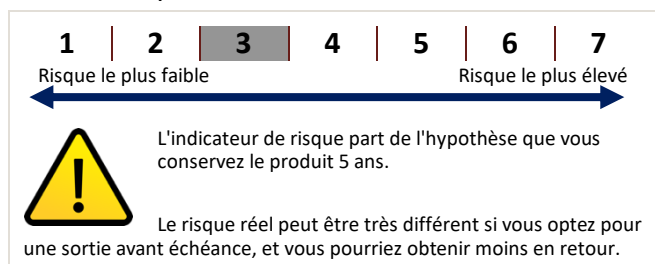 1 2 3 4 5 6 7
Risque le plus faible Risque le plus élevé
L'indicateur de risque part de l'hypothèse que vous
conservez le produit 5 ans.
Le risque réel peut être très différent si vous optez pour
une sortie avant échéance, et vous pourriez obtenir moins en retour.